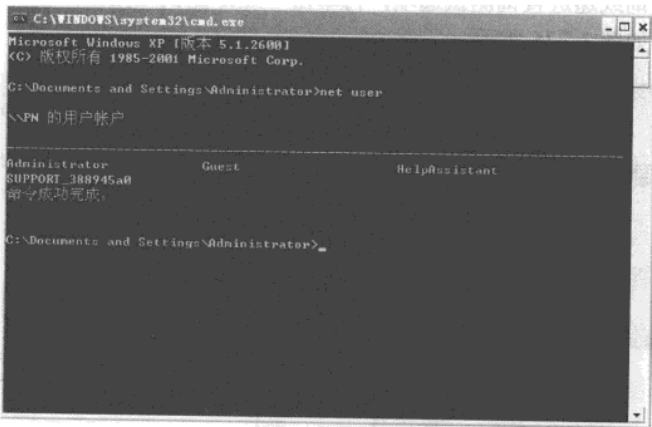 C:\WINDOWS\system32\cmd.exe
Microsoft Windows XP [版本 5.1.2600]
(C) 版权所有 1985-2001 Microsoft Corp.
C:\Documents and Settings\Administrator>net user
\\PN 的用户帐户
Administrator Guest HelpAssistant
SUPPORT_388945a0
命令成功完成。
C:\Documents and Settings\Administrator>_